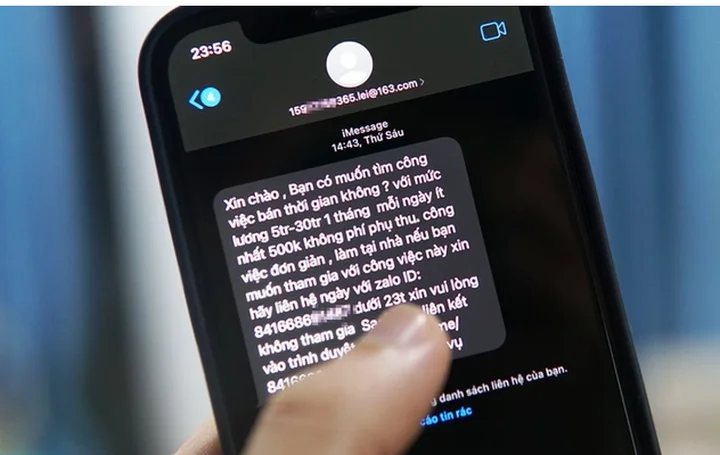 23:56
159 365.lei@163.com >
iMessage
14:43, Thứ Sáu
Xin chào , Bạn có muốn tìm công
việc bán thời gian không ? với mức
lương 5tr-30tr 1 tháng mỗi ngày ít
nhất 500k không phí phụ thu. công
việc đơn giản , làm tại nhà nếu bạn
muốn tham gia với công việc này xin
hãy liên hệ ngày với zalo ID:
84166869 dưới 23t xin vui lòng
không tham gia liên kết
vào trình me/
8416 vụ
danh sách liên hệ của bạn.
cáo tin rác